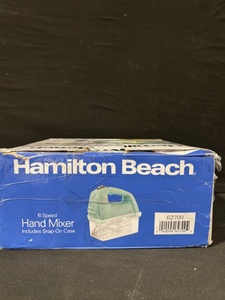 Hamilton Beach
6 Speed
Hand Mixer
Includes Snap-On Case
62700